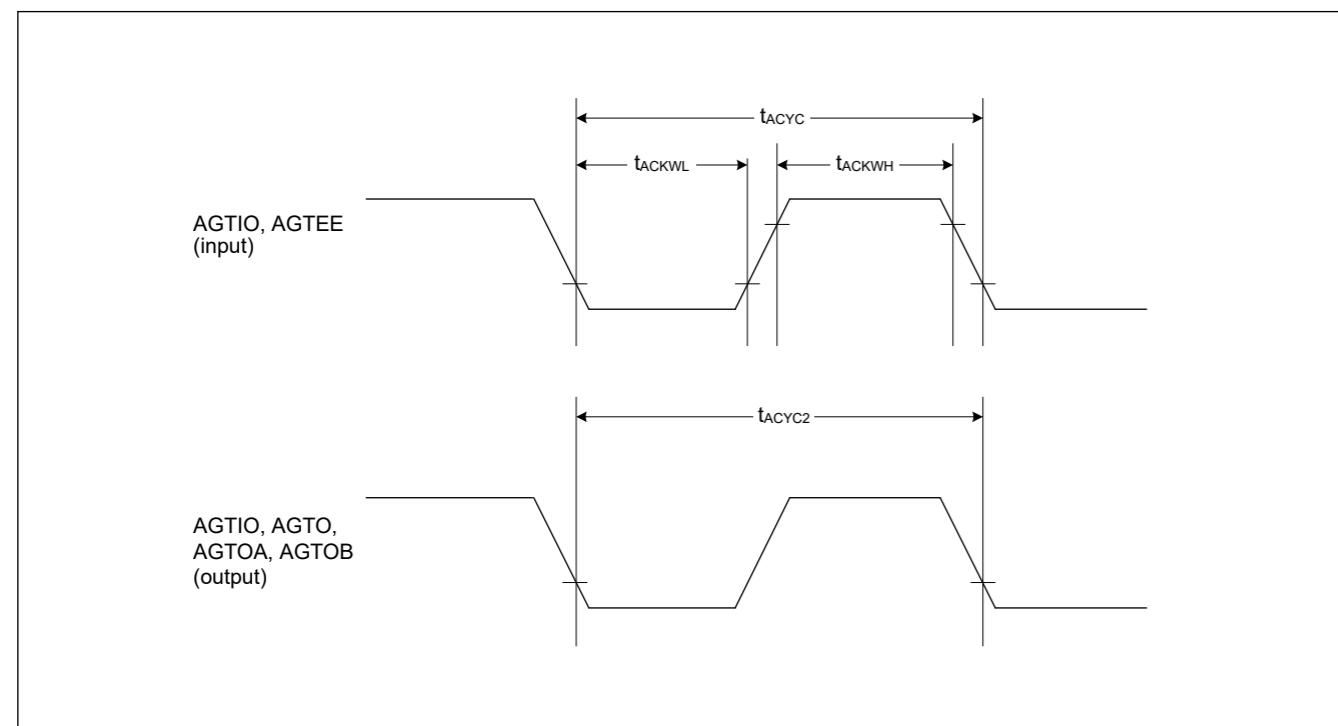 tACYC
tACKWL
tACKWH
AGTIO, AGTEE
(input)
tACYC2
AGTIO, AGTO,
AGTOA, AGTOB
(output)